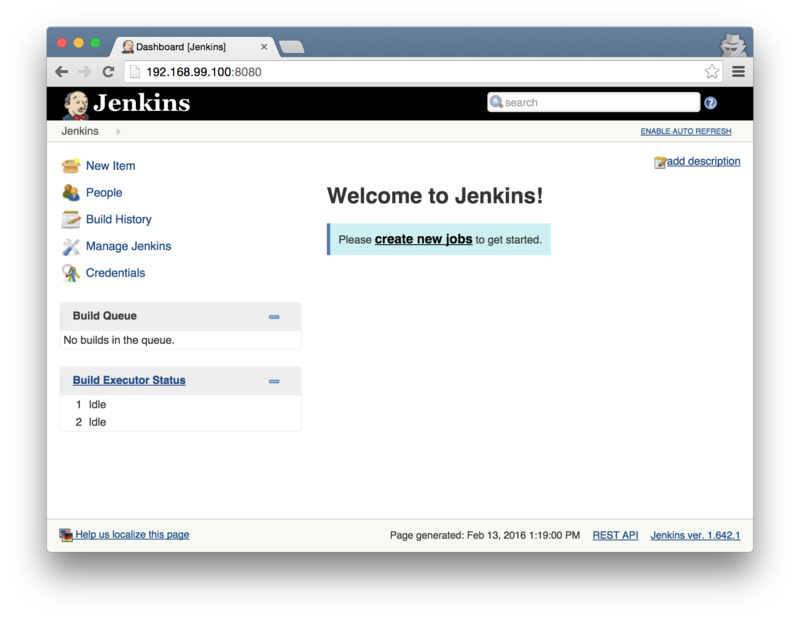 Dashboard [Jenkins]
192.168.99.100:8080
Jenkins
search
Jenkins
ENABLE AUTO REFRESH
New Item
People
Build History
Manage Jenkins
Credentials
Build Queue
No builds in the queue.
Build Executor Status
1 Idle
2 Idle
add description
Welcome to Jenkins!
Please create new jobs to get started.
Help us localize this page
Page generated: Feb 13, 2016 1:19:00 PM REST API Jenkins ver. 1.642.1